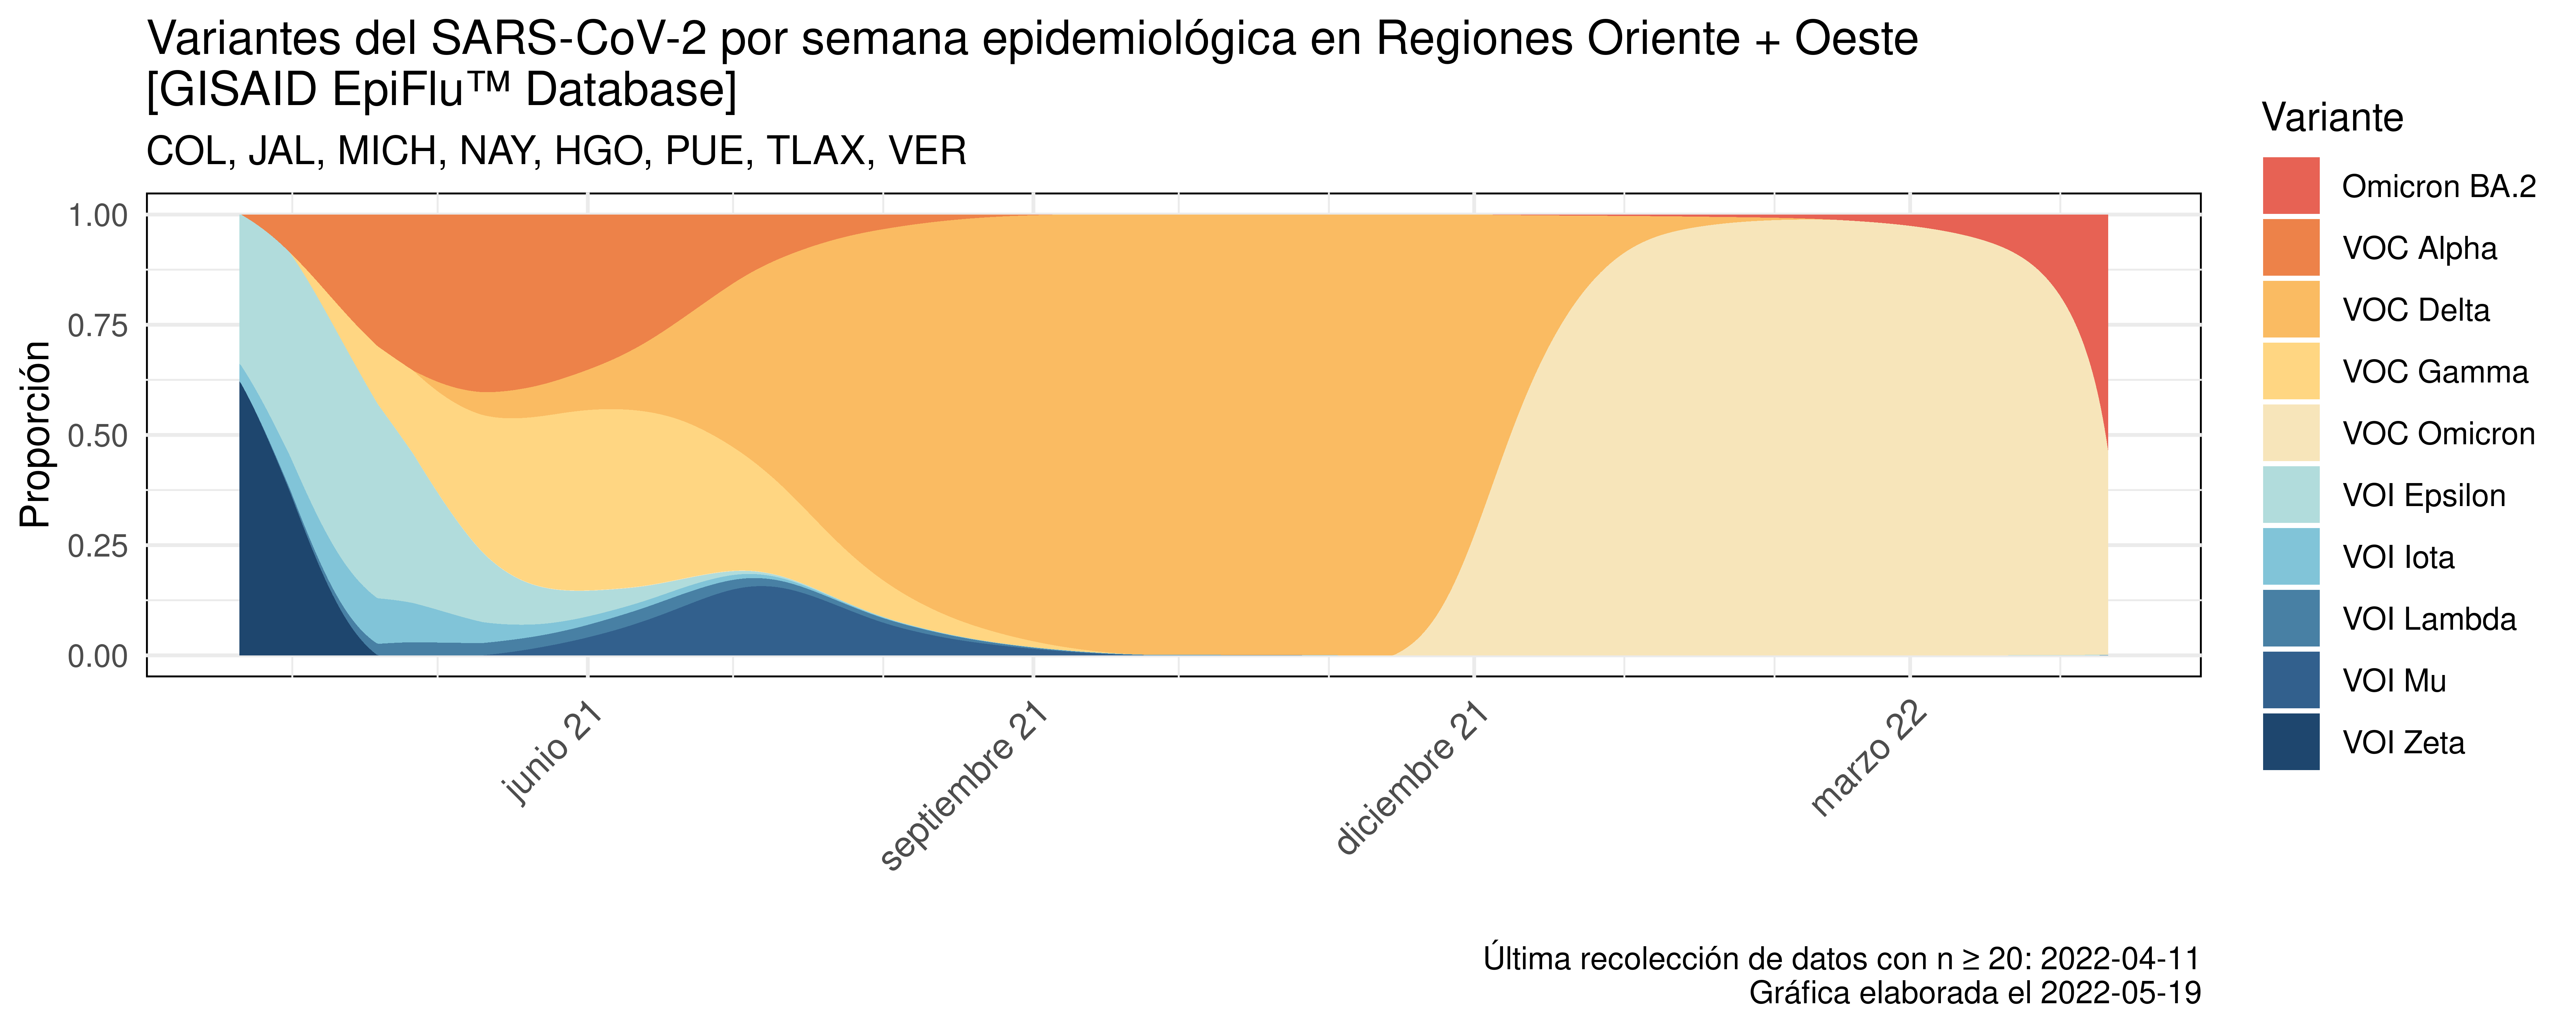 Variantes del SARS-CoV-2 por semana epidemiológica en Regiones Oriente + Oeste
[GISAID EpiFlu™ Database]
COL, JAL, MICH, NAY, HGO, PUE, TLAX, VER
Proporción
1.00
0.75
0.50
0.25
0.00
junio 21
septiembre 21
diciembre 21
marzo 22
Variante
Omicron BA.2
VOC Alpha
VOC Delta
VOC Gamma
VOC Omicron
VOI Epsilon
VOI Iota
VOI Lambda
VOI Mu
VOI Zeta
Última recolección de datos con n ≥ 20: 2022-04-11
Gráfica elaborada el 2022-05-19